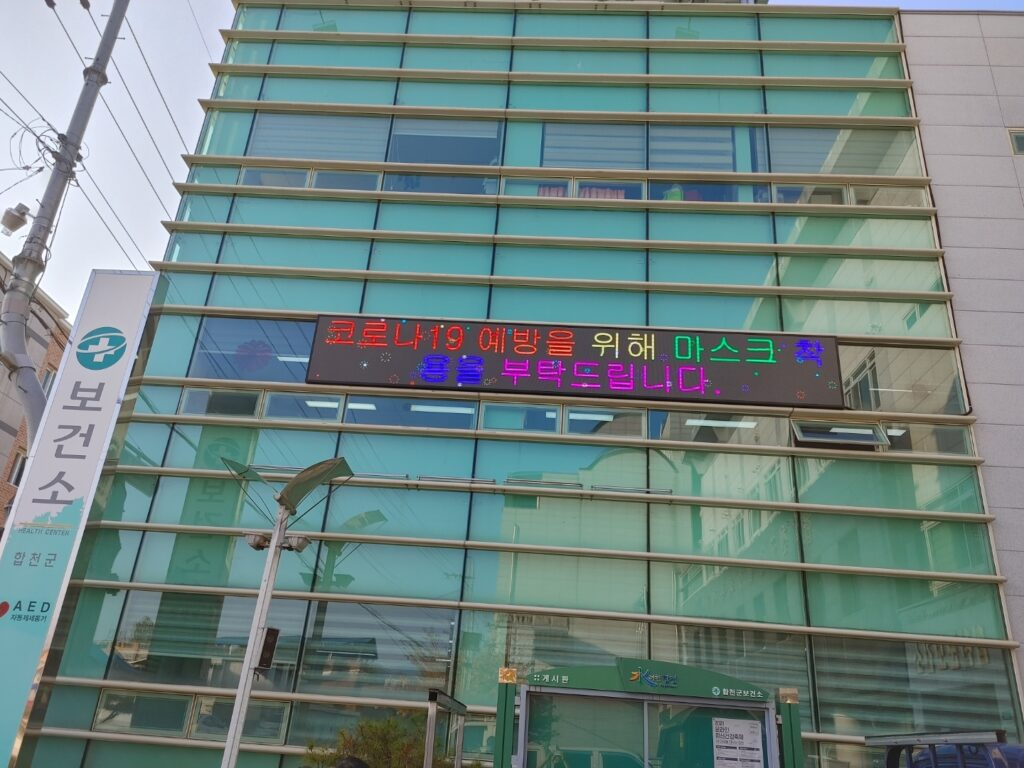 코로나19 예방을 위해 마스크 착
용을 부탁드립니다.
보건소
HEALTH CENTER
합천군
AED
자동제세동기
게시판
합천군보건소